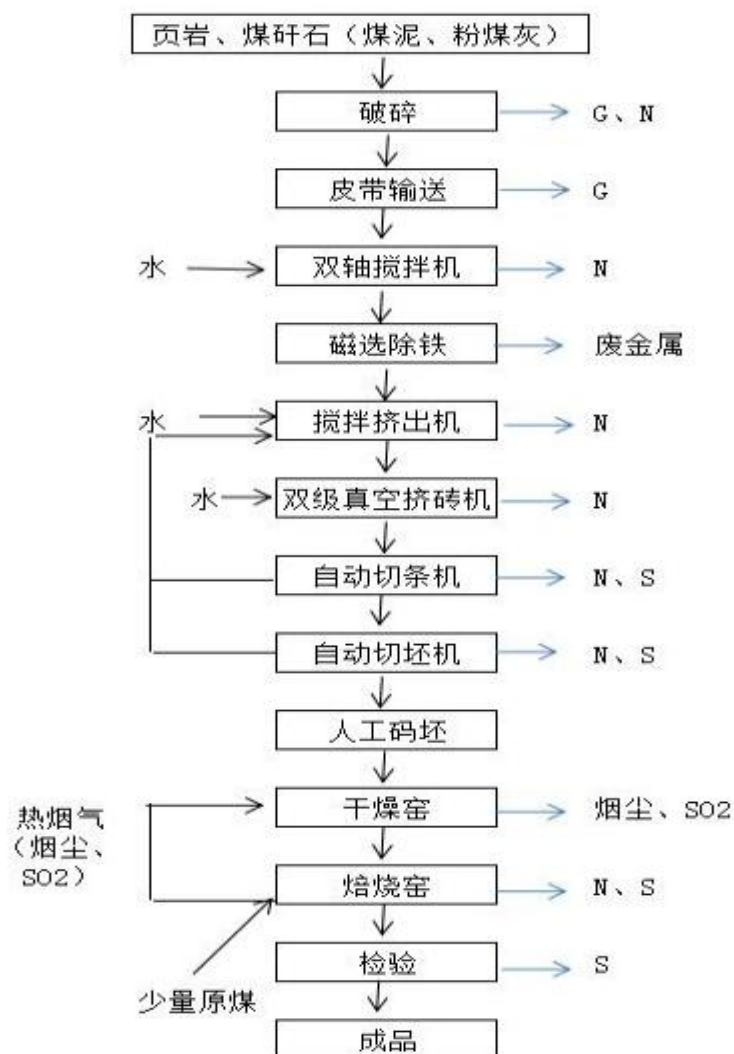 页岩、煤矸石（煤泥、粉煤灰）
破碎
G、N
皮带输送
G
水
双轴搅拌机
N
磁选除铁
废金属
水
搅拌挤出机
N
水
双级真空挤砖机
N
自动切条机
N、S
自动切坯机
N、S
人工码坯
热烟气
（烟尘、
SO2）
干燥窑
烟尘、SO2
焙烧窑
N、S
少量原煤
检验
S
成品